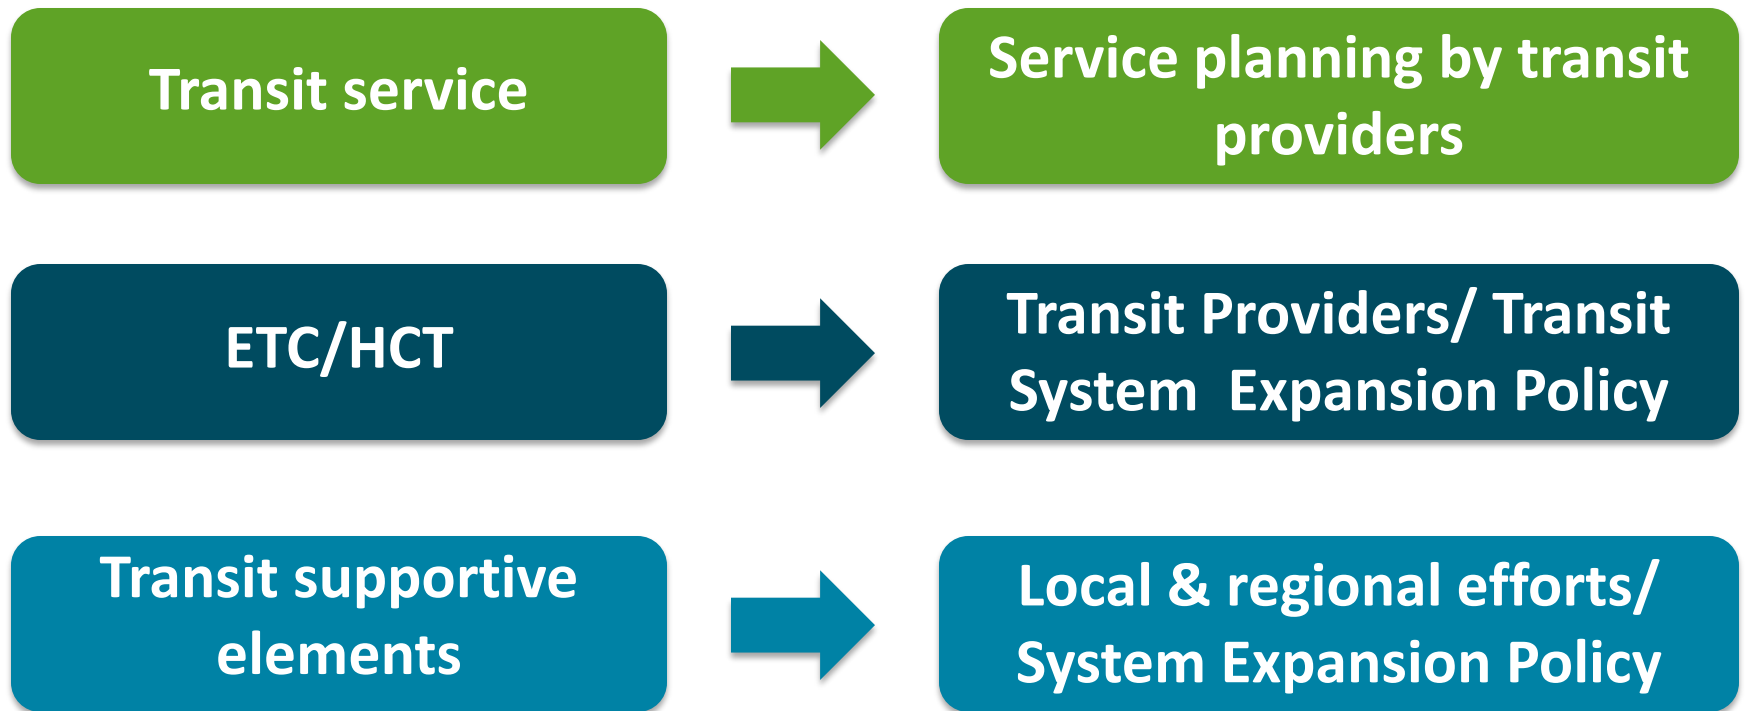 Transit service
Service planning by transit
providers
ETC/HCT
Transit Providers/ Transit
System  Expansion Policy
Transit supportive
elements
Local & regional efforts/
System Expansion Policy